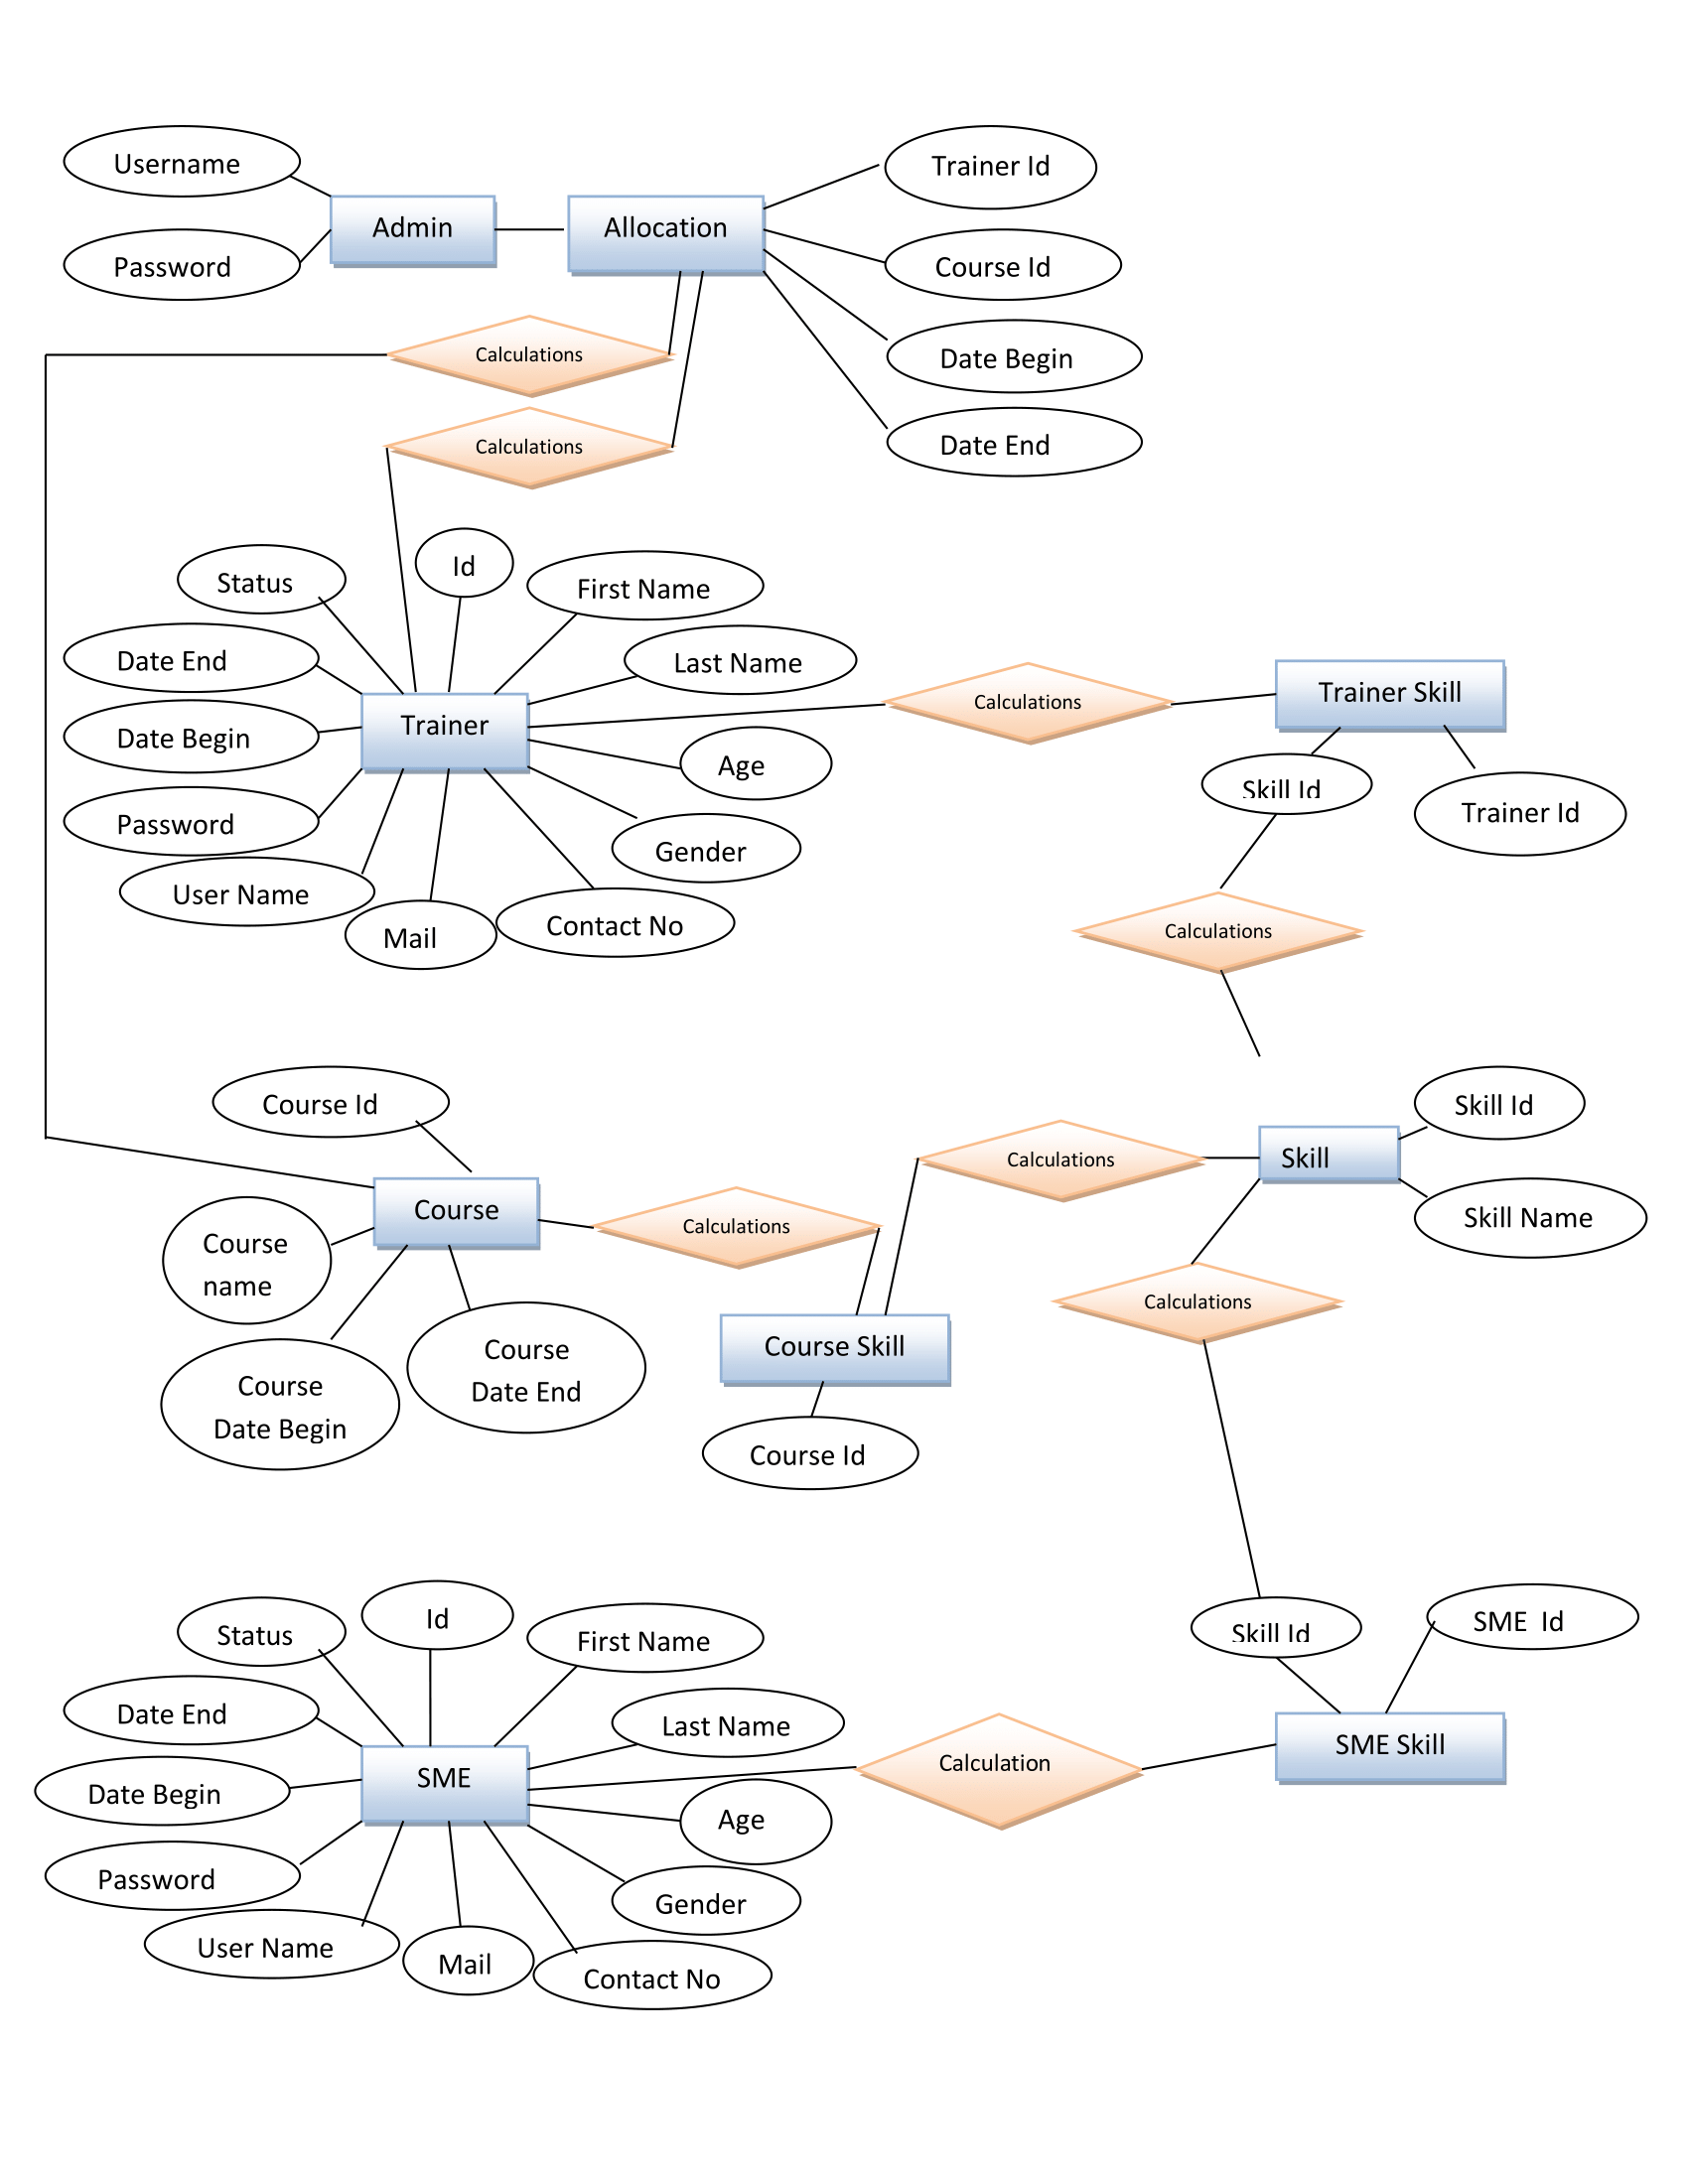 Username
Trainer Id
Admin
Allocation
Password
Course Id
Calculations
Date Begin
Calculations
Date End
Id
Status
First Name
Date End
Last Name
Calculations
Trainer Skill
Trainer
Date Begin
Age
Skill Id
Trainer Id
Password
Gender
User Name
Contact No
Mail
Calculations
Course Id
Skill Id
Calculations
Skill
Course
Calculations
Skill Name
Course
name
Calculations
Course
Date End
Course Skill
Course
Date Begin
Course Id
Id
Status
First Name
Skill Id
SME  Id
Date End
Last Name
SME Skill
Calculation
SME
Date Begin
Age
Password
Gender
User Name
Mail
Contact No